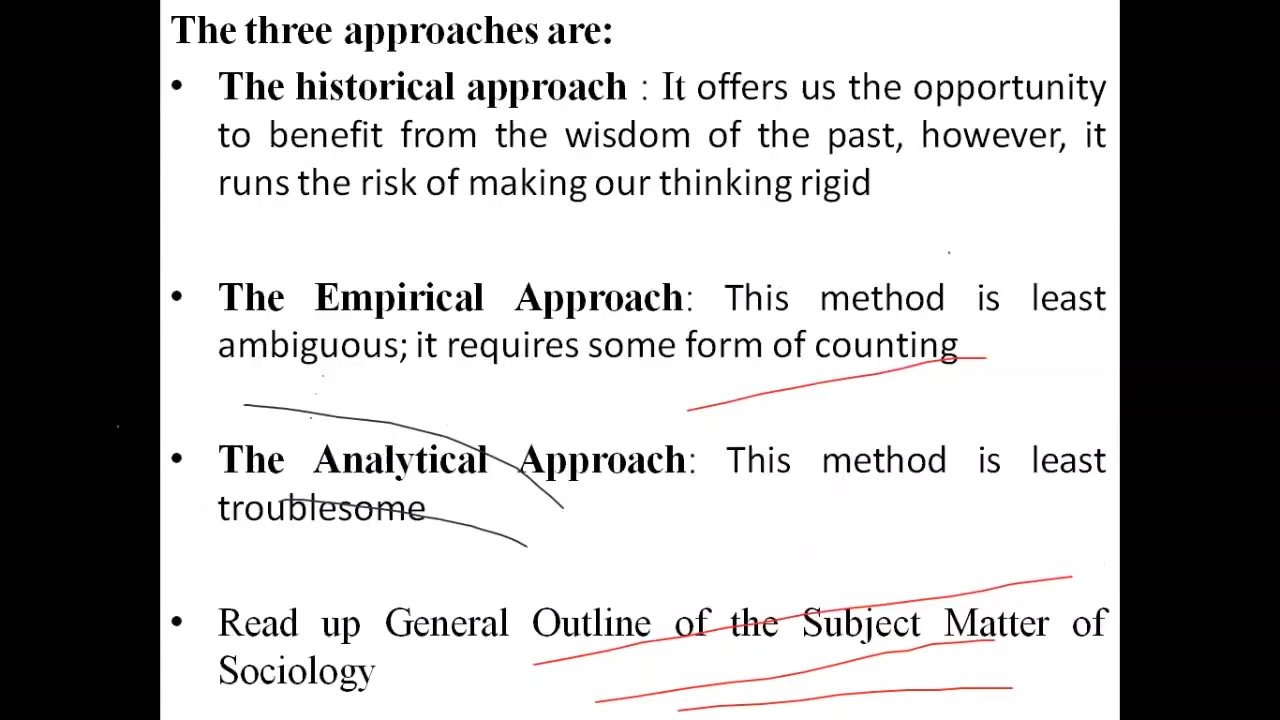 The three approaches are:
• The historical approach : It offers us the opportunity
to benefit from the wisdom of the past, however, it
runs the risk of making our thinking rigid
• The Empirical Approach: This method is least
ambiguous; it requires some form of counting
• The Analytical Approach: This method is least
troublesome
• Read up General Outline of the Subject Matter of
Sociology